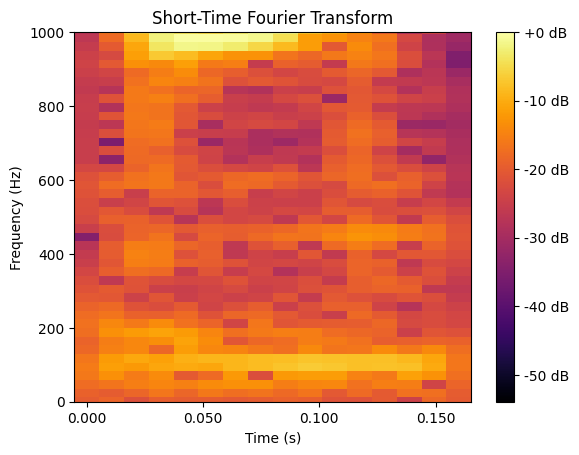 Short-Time Fourier Transform
1000
800
600
400
200
0
Frequency (Hz)
0.000
0.050
0.100
0.150
Time (s)
+0 dB
-10 dB
-20 dB
-30 dB
-40 dB
-50 dB